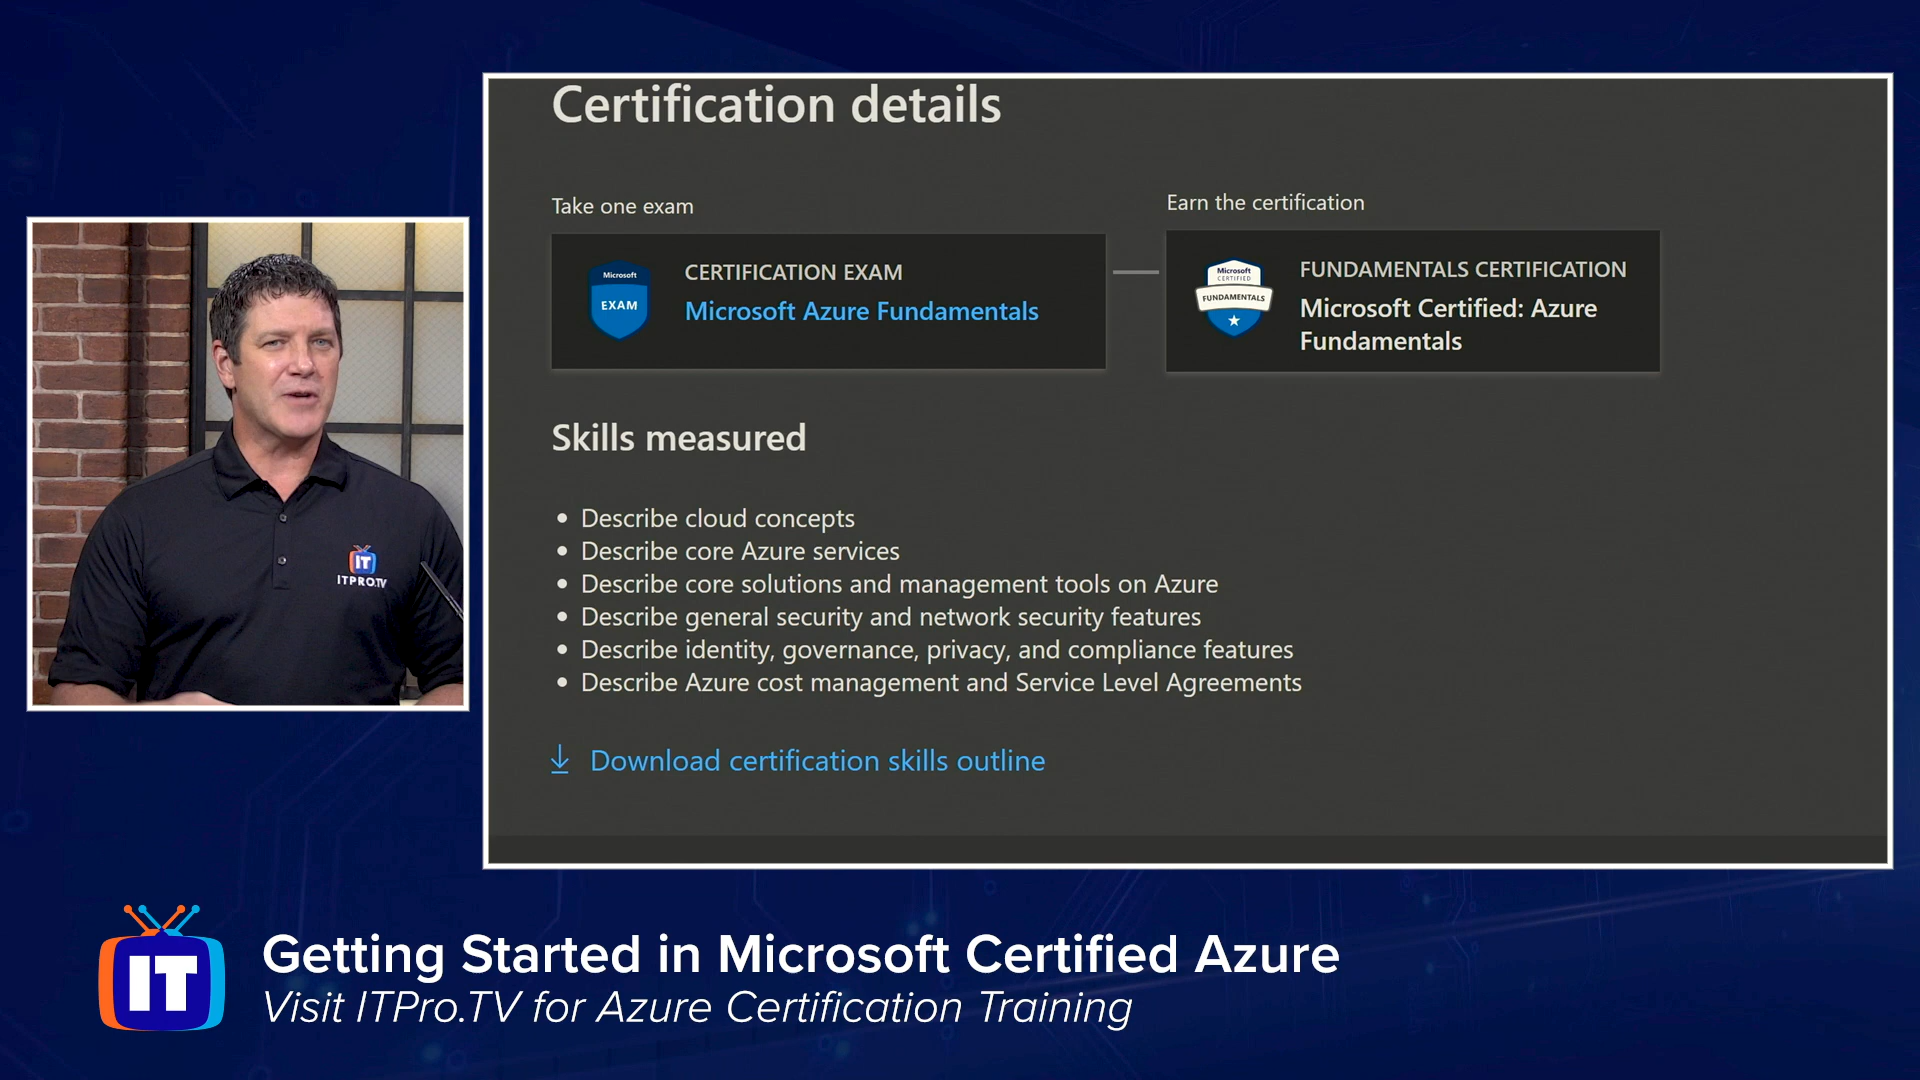 Certification details
Take one exam
Earn the certification
Microsoft
EXAM
CERTIFICATION EXAM
Microsoft Azure Fundamentals
Microsoft
CERTIFIED
FUNDAMENTALS
FUNDAMENTALS CERTIFICATION
Microsoft Certified: Azure
Fundamentals
Skills measured
• Describe cloud concepts
• Describe core Azure services
• Describe core solutions and management tools on Azure
• Describe general security and network security features
• Describe identity, governance, privacy, and compliance features
• Describe Azure cost management and Service Level Agreements
Download certification skills outline
IT
ITPRO.TV
IT
Getting Started in Microsoft Certified Azure
Visit ITPro.TV for Azure Certification Training